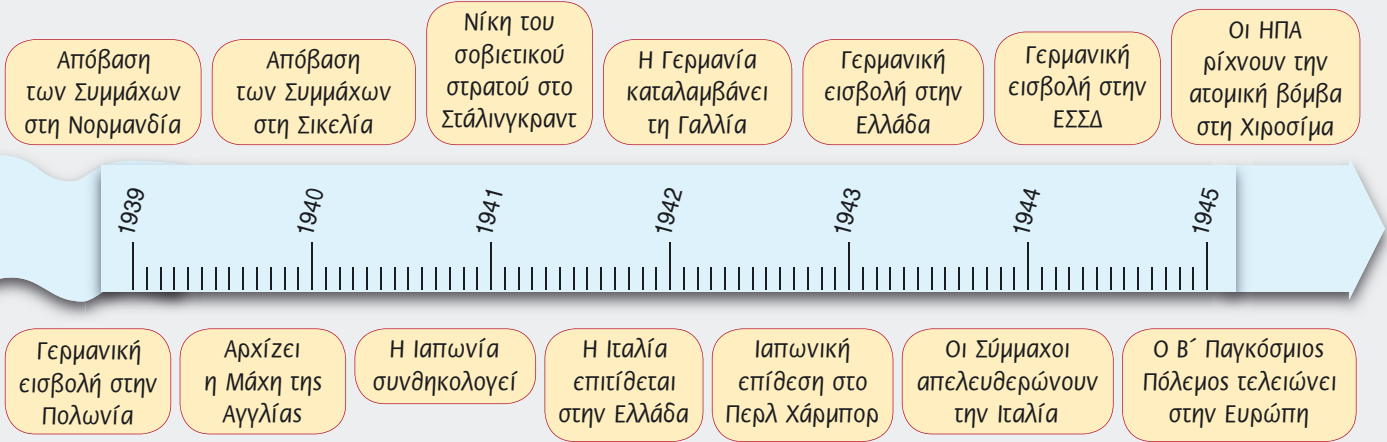 Απόβαση
των Συμμάχων
στη Νορμανδία
Απόβαση
των Συμμάχων
στη Σικελία
Νίκη του
σοβιετικού
στρατού στο
Στάλινγκραντ
Η Γερμανία
καταλαμβάνει
τη Γαλλία
Γερμανική
εισβολή στην
Ελλάδα
Γερμανική
εισβολή στην
ΕΣΣΔ
Οι ΗΠΑ
ρίχνουν την
ατομική βόμβα
στη Χιροσίμα
1939
1940
1941
1942
1943
1944
1945
Γερμανική
εισβολή στην
Πολωνία
Αρχίζει
η Μάχη της
Αγγλίας
Η Ιαπωνία
συνθηκολογεί
Η Ιταλία
επιτίθεται
στην Ελλάδα
Ιαπωνική
επίθεση στο
Περλ Χάρμπορ
Οι Σύμμαχοι
απελευθερώνουν
την Ιταλία
Ο Β΄ Παγκόσμιος
Πόλεμος τελειώνει
στην Ευρώπη